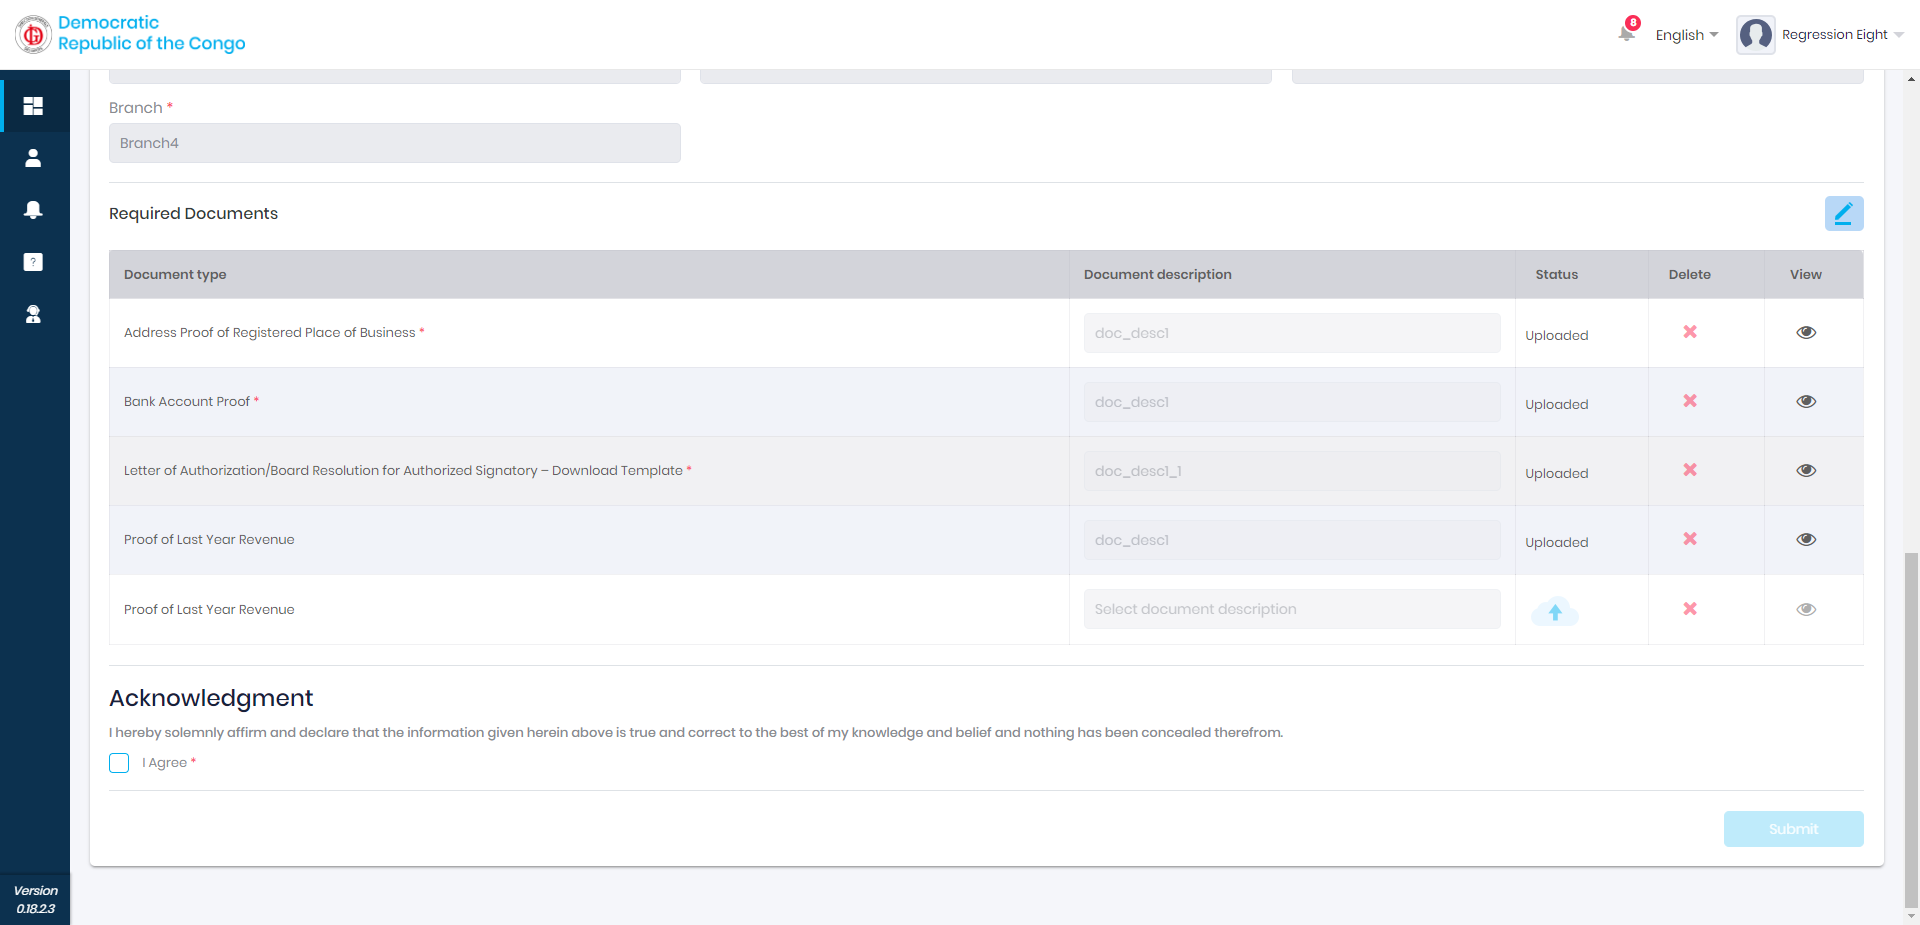 Democratic
Republic of the Congo
8
English
Regression Eight
Branch *
Branch4
Required Documents
Document type Document description Status Delete View
Address Proof of Registered Place of Business * doc_desc1 Uploaded
Bank Account Proof * doc_desc1 Uploaded
Letter of Authorization/Board Resolution for Authorized Signatory – Download Template * doc_desc1_1 Uploaded
Proof of Last Year Revenue doc_desc1 Uploaded
Proof of Last Year Revenue Select document description
Acknowledgment
I hereby solemnly affirm and declare that the information given herein above is true and correct to the best of my knowledge and belief and nothing has been concealed therefrom.
I Agree *
Submit
Version
0.18.2.3